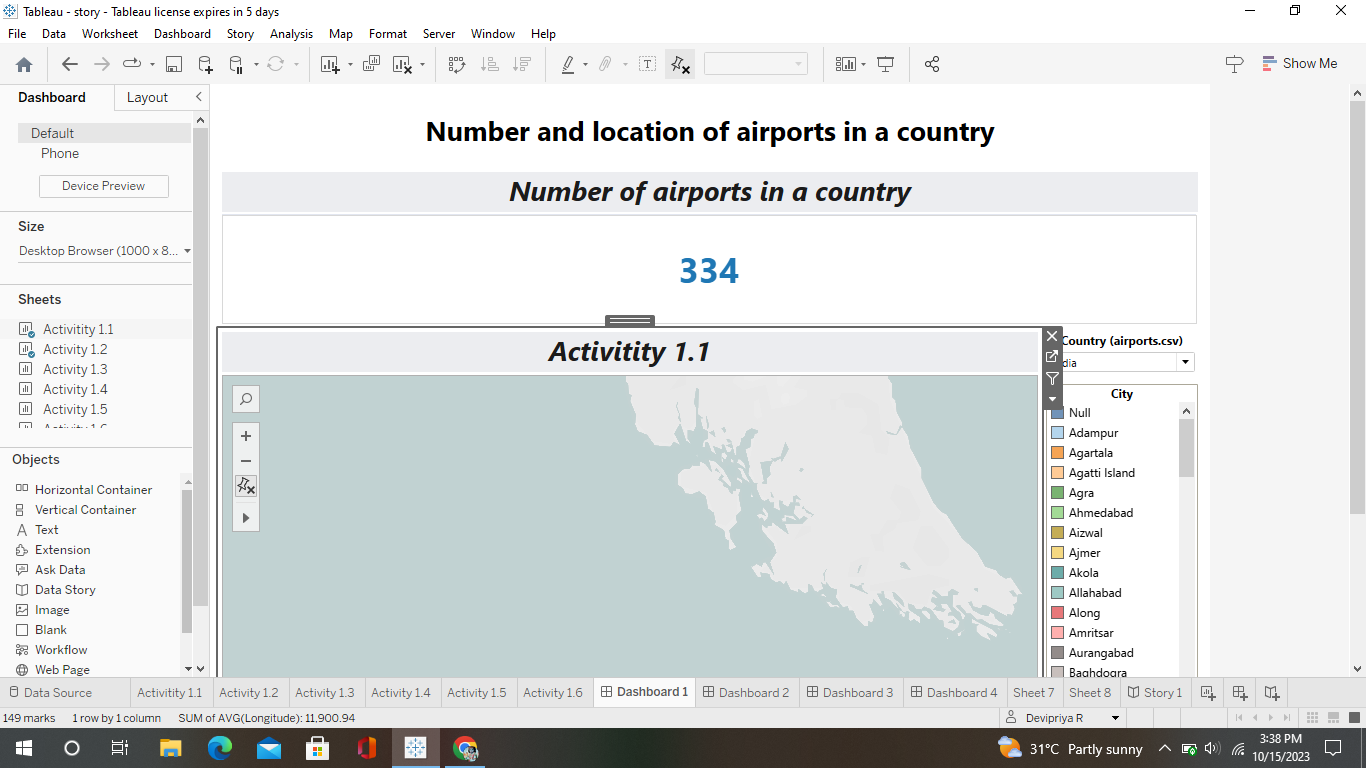 Tableau - story - Tableau license expires in 5 days
File Data Worksheet Dashboard Story Analysis Map Format Server Window Help
Show Me
Dashboard Layout
Default
Phone
Device Preview
Size
Desktop Browser (1000 x 8...
Sheets
Activitity 1.1
Activity 1.2
Activity 1.3
Activity 1.4
Activity 1.5
Activity 1.6
Objects
Horizontal Container
Vertical Container
Text
Extension
Ask Data
Data Story
Image
Blank
Workflow
Web Page
Number and location of airports in a country
Number of airports in a country
334
Activitity 1.1
Country (airports.csv)
dia
City
Null
Adampur
Agartala
Agatti Island
Agra
Ahmedabad
Aizwal
Ajmer
Akola
Allahabad
Along
Amritsar
Aurangabad
Baghdogra
Data Source Activitity 1.1 Activity 1.2 Activity 1.3 Activity 1.4 Activity 1.5 Activity 1.6 Dashboard 1 Dashboard 2 Dashboard 3 Dashboard 4 Sheet 7 Sheet 8 Story 1
149 marks 1 row by 1 column SUM of AVG(Longitude): 11,900.94 Devipriya R
31°C Partly sunny
3:38 PM
10/15/2023